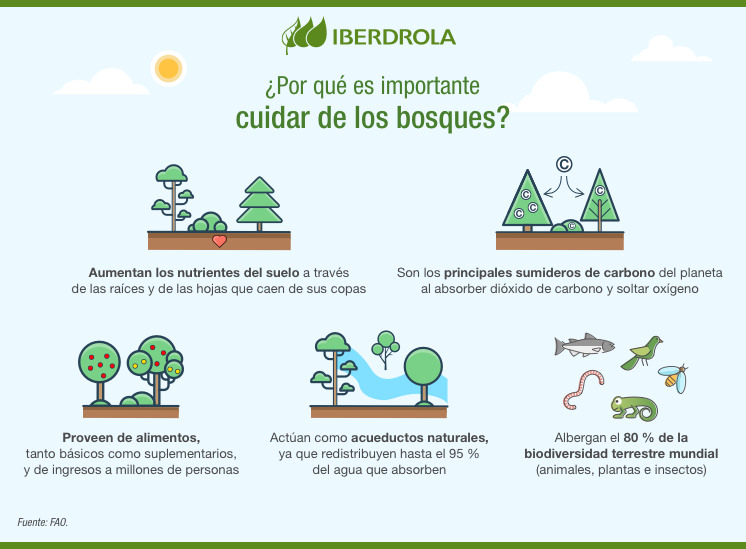 IBERDROLA
¿Por qué es importante
cuidar de los bosques?
C
C
C
C
C
C
Aumentan los nutrientes del suelo a través
de las raíces y de las hojas que caen de sus copas
Son los principales sumideros de carbono del planeta
al absorber dióxido de carbono y soltar oxígeno
Proveen de alimentos,
tanto básicos como suplementarios,
y de ingresos a millones de personas
Actúan como acueductos naturales,
ya que redistribuyen hasta el 95 %
del agua que absorben
Albergan el 80 % de la
biodiversidad terrestre mundial
(animales, plantas e insectos)
Fuente: FAO.